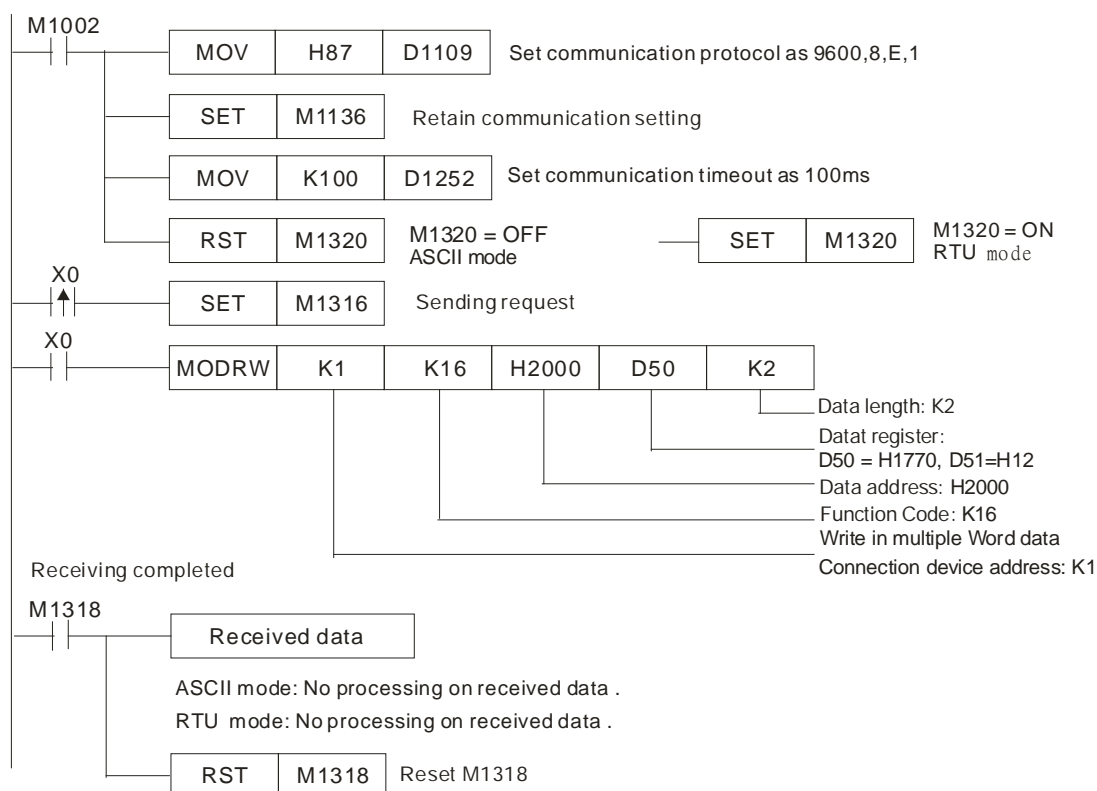 M1002
MOV H87 D1109 Set communication protocol as 9600,8,E,1
SET M1136 Retain communication setting
MOV K100 D1252 Set communication timeout as 100ms
RST M1320 M1320 = OFF
ASCII mode
SET M1320 M1320 = ON
RTU mode
X0
SET M1316 Sending request
X0
MODRW K1 K16 H2000 D50 K2
Data length: K2
Datat register:
D50 = H1770, D51=H12
Data address: H2000
Function Code: K16
Write in multiple Word data
Connection device address: K1
Receiving completed
M1318
Received data
ASCII mode: No processing on received data .
RTU mode: No processing on received data .
RST M1318 Reset M1318